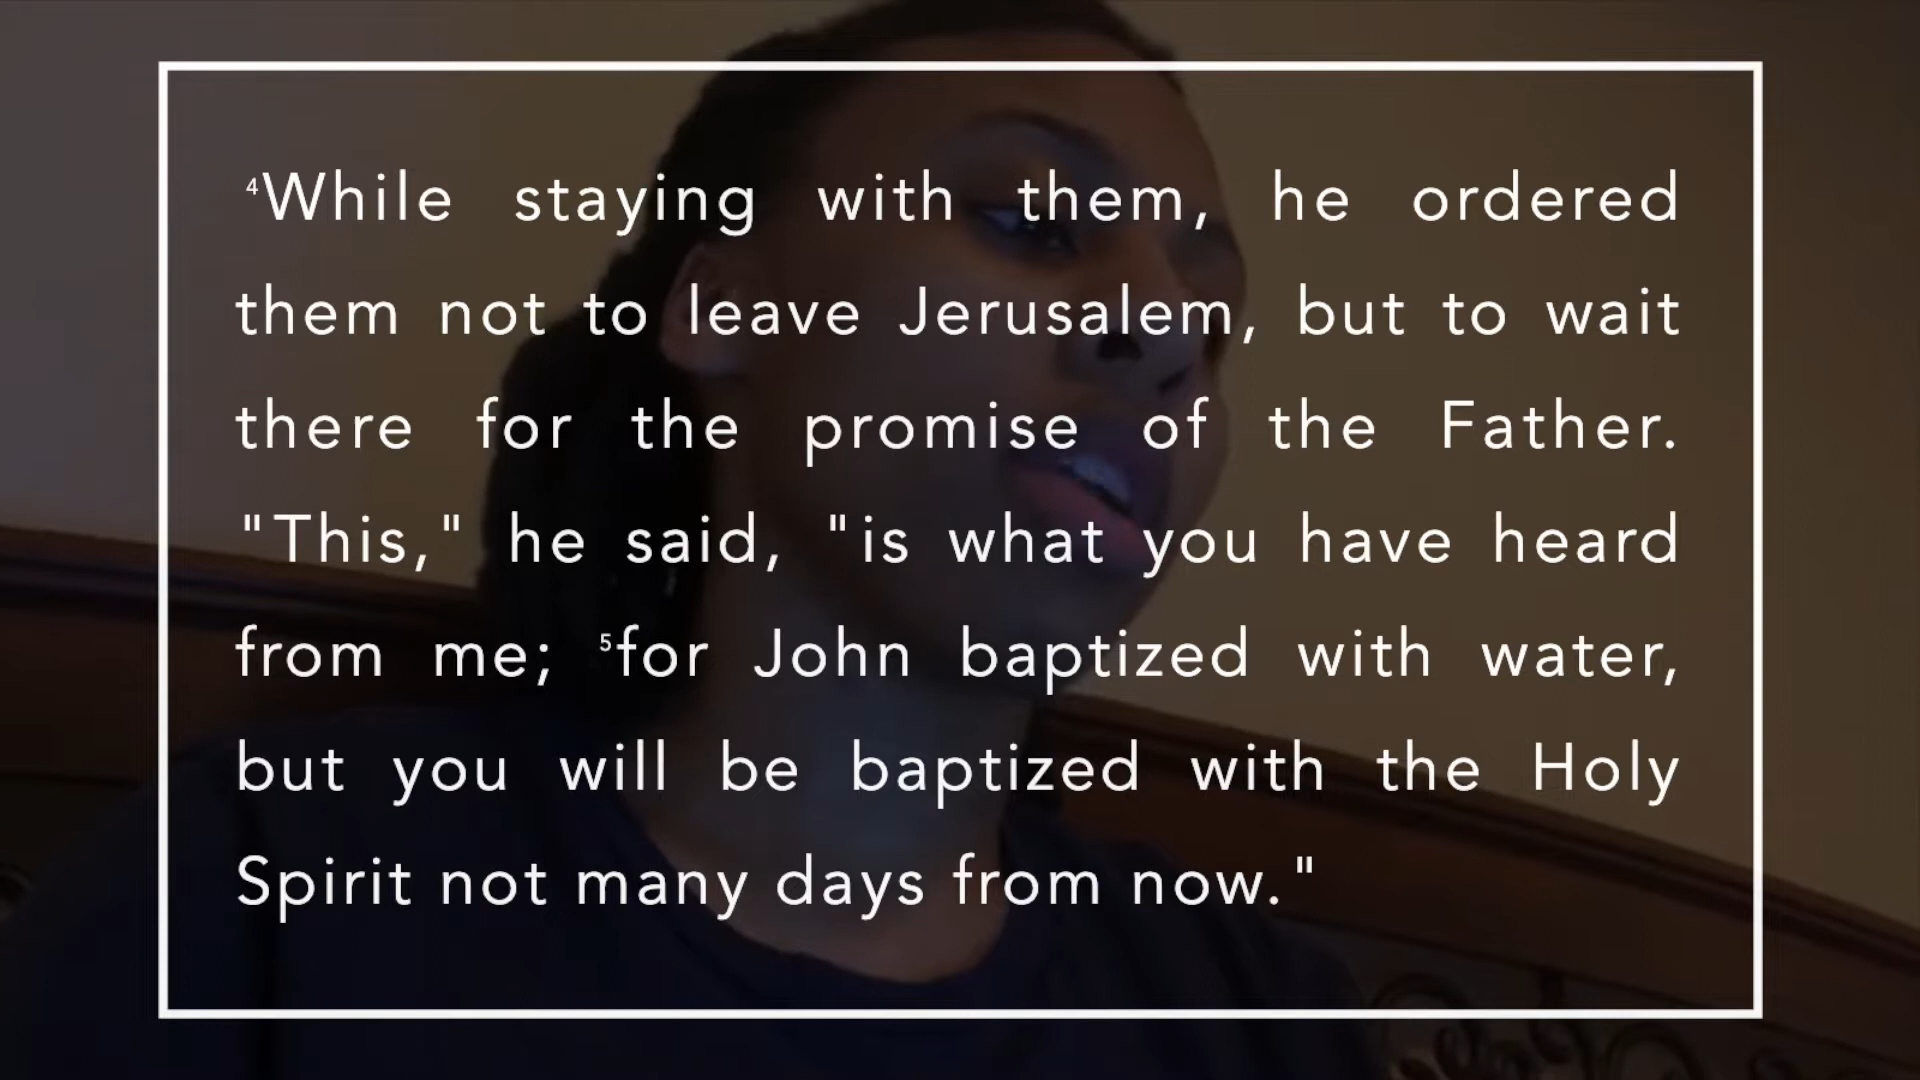 ⁴While staying with them, he ordered
them not to leave Jerusalem, but to wait
there for the promise of the Father.
"This," he said, "is what you have heard
from me; ⁵for John baptized with water,
but you will be baptized with the Holy
Spirit not many days from now."